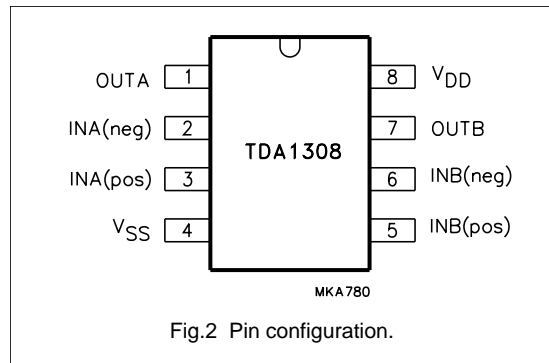 OUTA 1 8 VDD
INA(neg) 2 7 OUTB
TDA1308
INA(pos) 3 6 INB(neg)
VSS 4 5 INB(pos)
MKA780
Fig.2 Pin configuration.